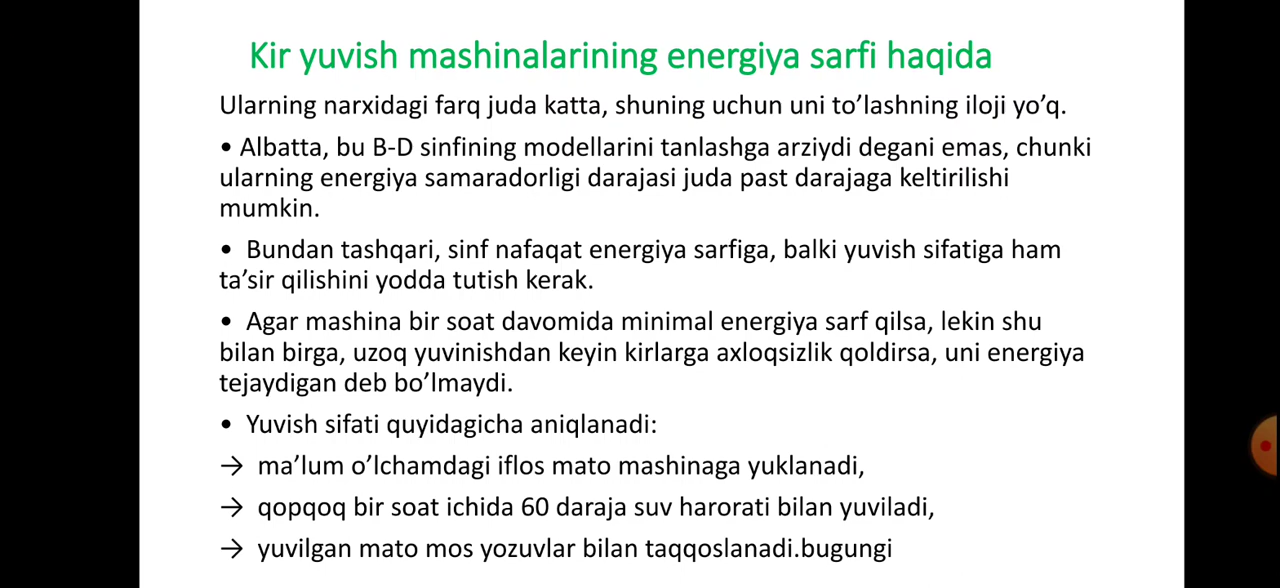 Kir yuvish mashinalarining energiya sarfi haqida
Ularning narxidagi farq juda katta, shuning uchun uni to’lashning iloji yo’q.
• Albatta, bu B-D sinfining modellarini tanlashga arziydi degani emas, chunki
ularning energiya samaradorligi darajasi juda past darajaga keltirilishi
mumkin.
• Bundan tashqari, sinf nafaqat energiya sarfiga, balki yuvish sifatiga ham
ta’sir qilishini yodda tutish kerak.
• Agar mashina bir soat davomida minimal energiya sarf qilsa, lekin shu
bilan birga, uzoq yuvinishdan keyin kirlarga axloqsizlik qoldirsa, uni energiya
tejaydigan deb bo’lmaydi.
• Yuvish sifati quyidagicha aniqlanadi:
→ ma’lum o’lchamdagi iflos mato mashinaga yuklanadi,
→ qopqoq bir soat ichida 60 daraja suv harorati bilan yuviladi,
→ yuvilgan mato mos yozuvlar bilan taqqoslanadi.bugungi